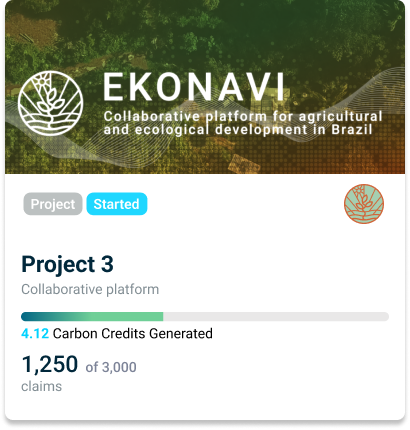 EKONAVI
Collaborative platform for agricultural
and ecological development in Brazil
Project Started
Project 3
Collaborative platform
4.12 Carbon Credits Generated
1,250 of 3,000
claims